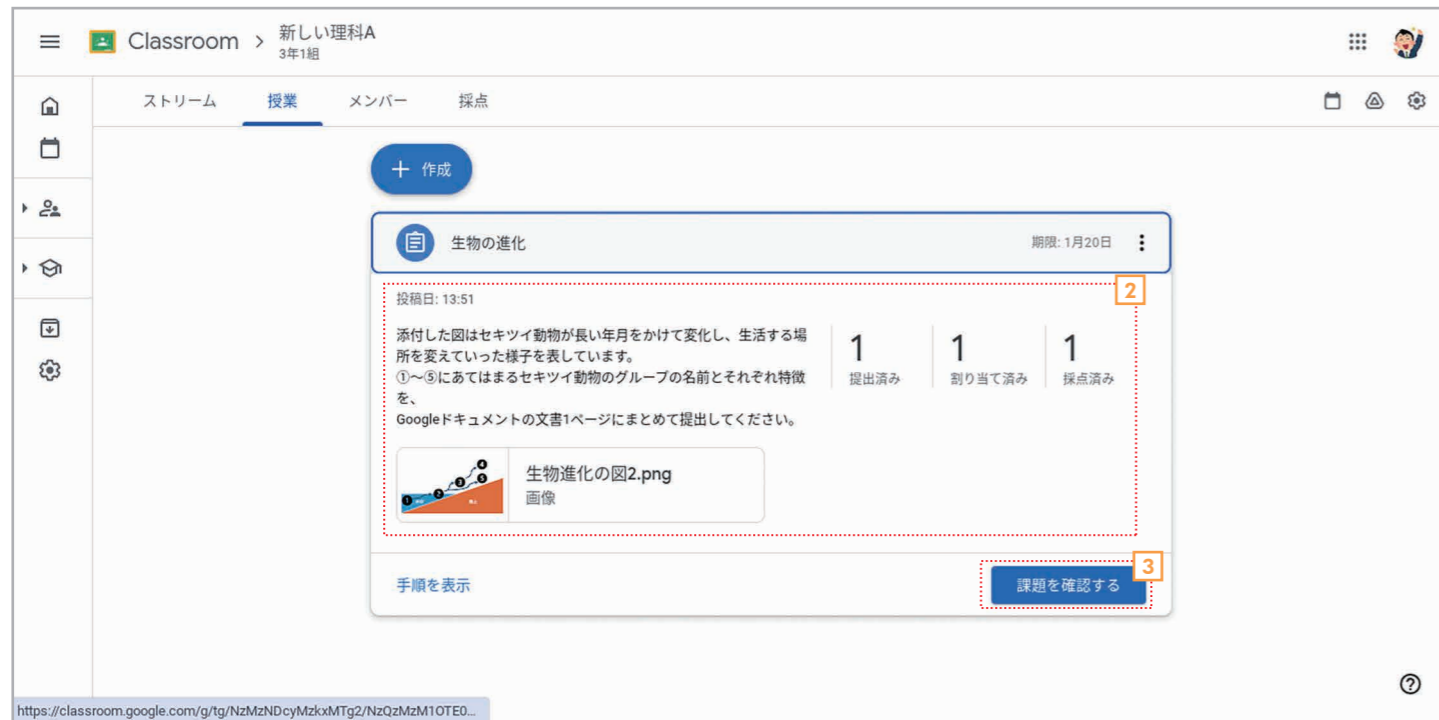 Classroom > 新しい理科A
3年1組
ストリーム 授業 メンバー 採点
+ 作成
生物の進化 期限: 1月20日
2
投稿日: 13:51
添付した図はセキツイ動物が長い年月をかけて変化し、生活する場
所を変えていった様子を表しています。
①〜⑤にあてはまるセキツイ動物のグループの名前とそれぞれ特徴
を、
Googleドキュメントの文書1ページにまとめて提出してください。
1 1 1
提出済み 割り当て済み 採点済み
1 2 3 4 5
生物進化の図2.png
画像
3
手順を表示 課題を確認する
https://classroom.google.com/g/tg/NzMzNDcyMzkxMTg2/NzQzMzM1OTE0...